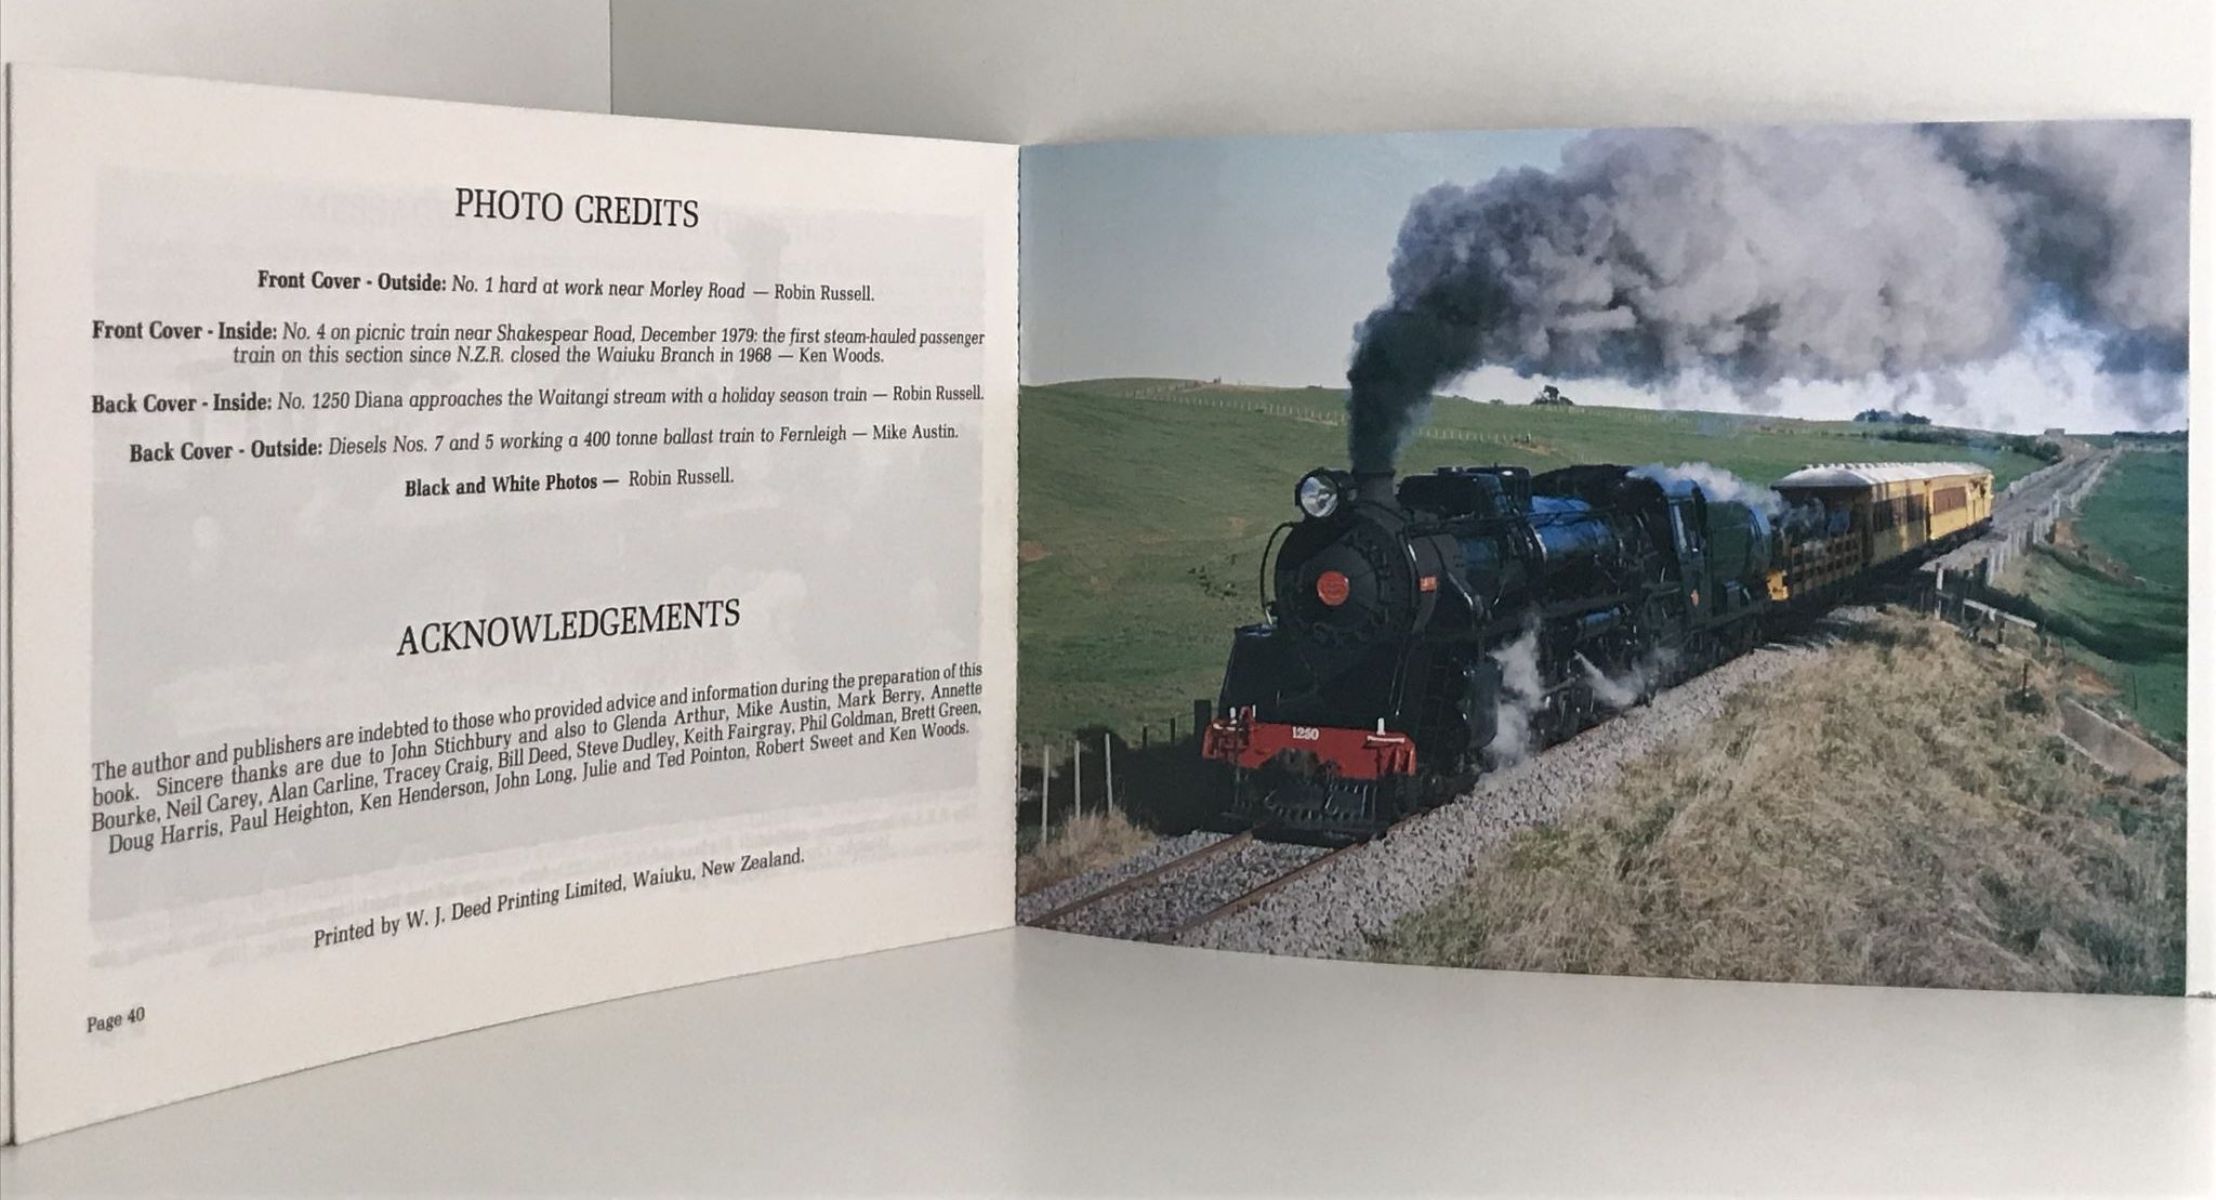 PHOTO CREDITS
Front Cover - Outside: No. 1 hard at work near Morley Road — Robin Russell.
Front Cover - Inside: No. 4 on picnic train near Shakespear Road, December 1979: the first steam-hauled passenger
train on this section since N.Z.R. closed the Waiuku Branch in 1968 — Ken Woods.
Back Cover - Inside: No. 1250 Diana approaches the Waitangi stream with a holiday season train — Robin Russell.
Back Cover - Outside: Diesels Nos. 7 and 5 working a 400 tonne ballast train to Fernleigh — Mike Austin.
Black and White Photos — Robin Russell.
ACKNOWLEDGEMENTS
The author and publishers are indebted to those who provided advice and information during the preparation of this
book. Sincere thanks are due to John Stichbury and also to Glenda Arthur, Mike Austin, Mark Berry, Annette
Bourke, Neil Carey, Alan Carline, Tracey Craig, Bill Deed, Steve Dudley, Keith Fairgray, Phil Goldman, Brett Green,
Doug Harris, Paul Heighton, Ken Henderson, John Long, Julie and Ted Pointon, Robert Sweet and Ken Woods.
Printed by W. J. Deed Printing Limited, Waiuku, New Zealand.
Page 40
1250